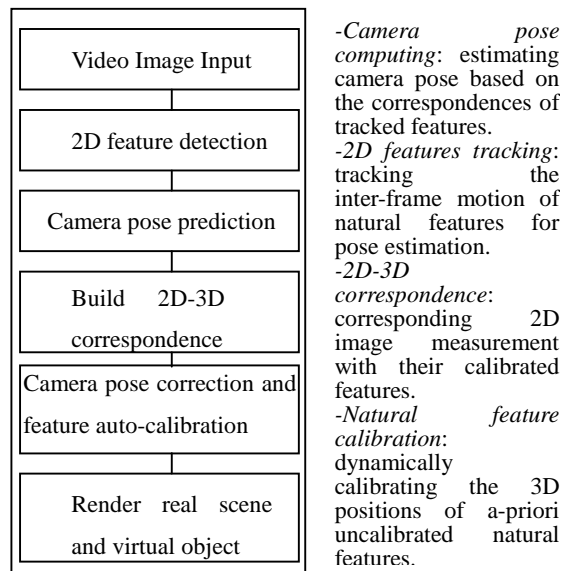 Video Image Input
2D feature detection
Camera pose prediction
Build 2D-3D
correspondence
Camera pose correction and
feature auto-calibration
Render real scene
and virtual object
-Camera pose
computing: estimating
camera pose based on
the correspondences of
tracked features.
-2D features tracking:
tracking the
inter-frame motion of
natural features for
pose estimation.
-2D-3D
correspondence:
corresponding 2D
image measurement
with their calibrated
features.
-Natural feature
calibration:
dynamically
calibrating the 3D
positions of a-priori
uncalibrated natural
features.